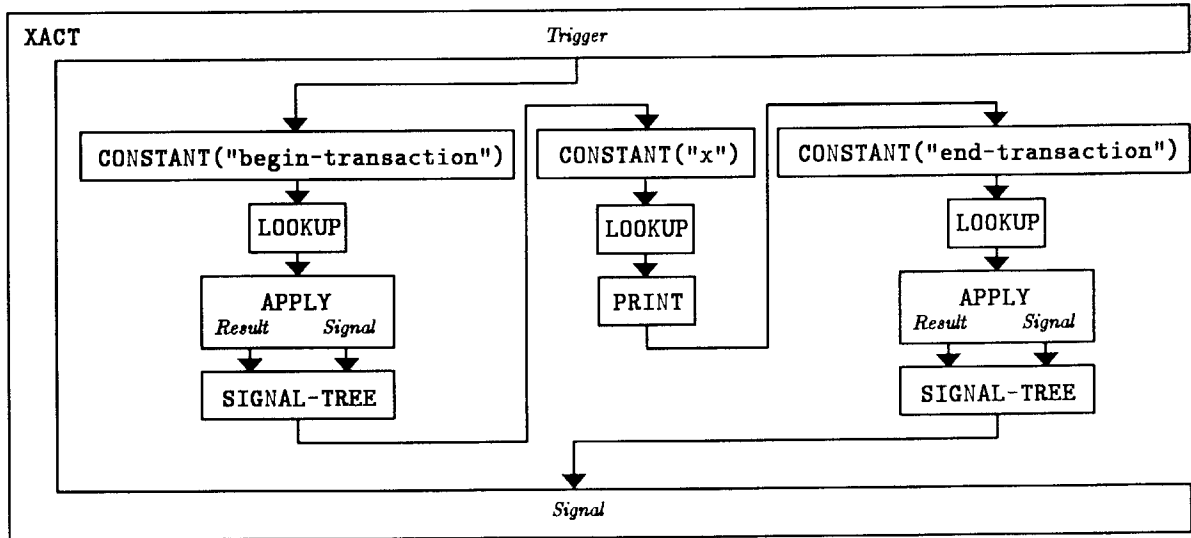 XACT
Trigger
CONSTANT("begin-transaction")
LOOKUP
APPLY
Result Signal
SIGNAL-TREE
CONSTANT("x")
LOOKUP
PRINT
CONSTANT("end-transaction")
LOOKUP
APPLY
Result Signal
SIGNAL-TREE
Signal